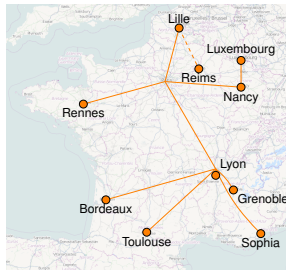 Lille
Luxembourg
Reims
Nancy
Rennes
Lyon
Grenoble
Bordeaux
Toulouse
Sophia